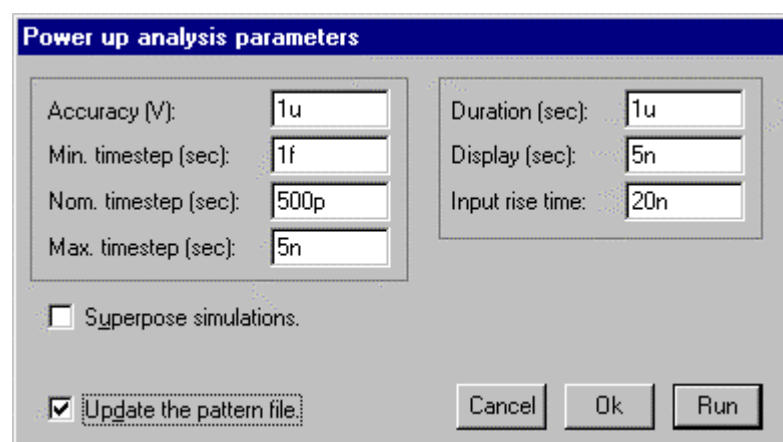 Power up analysis parameters
Accuracy (V): 1u
Min. timestep (sec): 1f
Nom. timestep (sec): 500p
Max. timestep (sec): 5n
Duration (sec): 1u
Display (sec): 5n
Input rise time: 20n
Superpose simulations.
Update the pattern file.
Cancel Ok Run